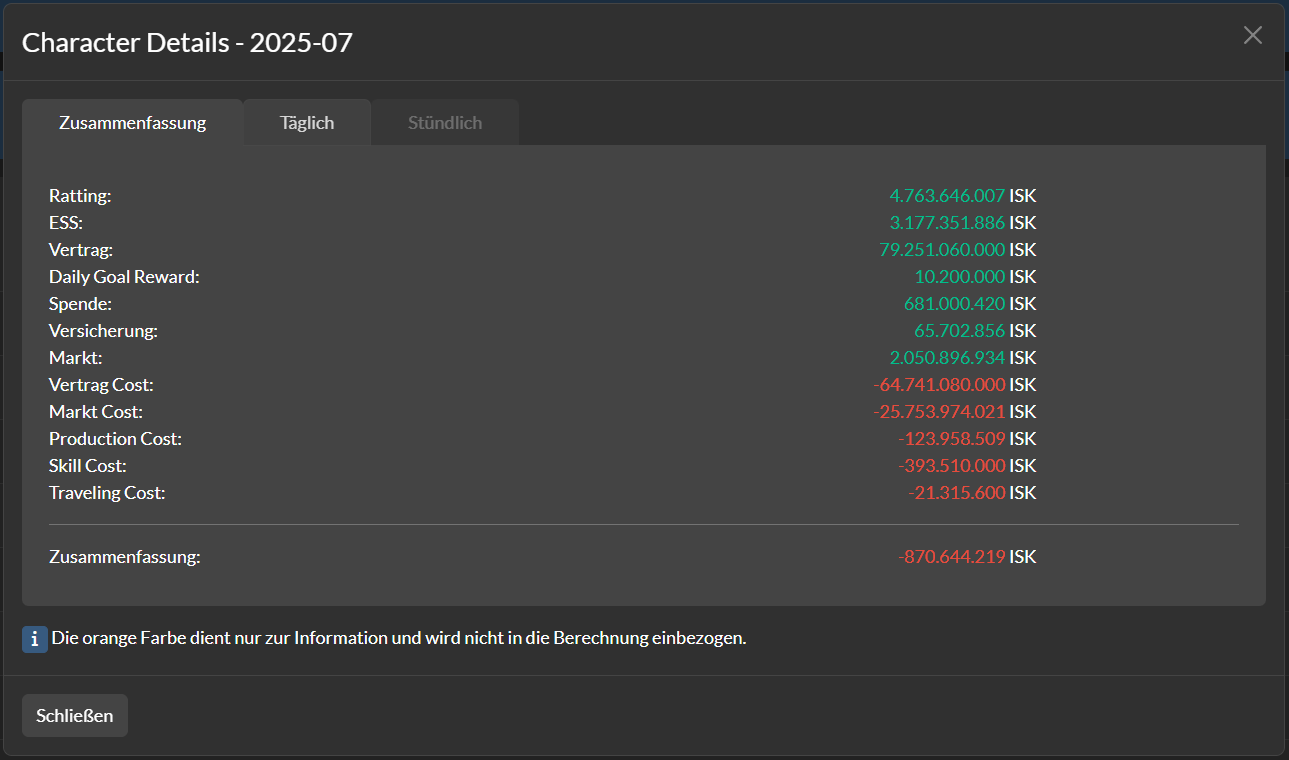 Character Details - 2025-07
Zusammenfassung Täglich Stündlich
Ratting: 4.763.646.007 ISK
ESS: 3.177.351.886 ISK
Vertrag: 79.251.060.000 ISK
Daily Goal Reward: 10.200.000 ISK
Spende: 681.000.420 ISK
Versicherung: 65.702.856 ISK
Markt: 2.050.896.934 ISK
Vertrag Cost: -64.741.080.000 ISK
Markt Cost: -25.753.974.021 ISK
Production Cost: -123.958.509 ISK
Skill Cost: -393.510.000 ISK
Traveling Cost: -21.315.600 ISK
Zusammenfassung: -870.644.219 ISK
i Die orange Farbe dient nur zur Information und wird nicht in die Berechnung einbezogen.
Schließen